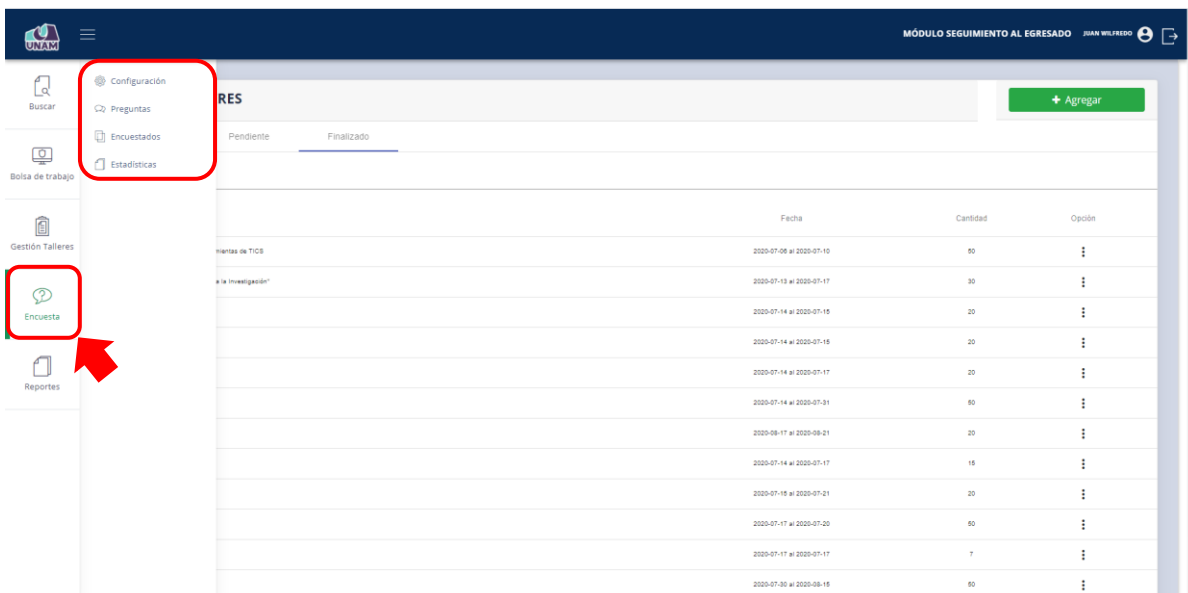 UNAM
MÓDULO SEGUIMIENTO AL EGRESADO JUAN WILFREDO
Buscar
Bolsa de trabajo
Gestión Talleres
Encuesta
Reportes
Configuración
Preguntas
Encuestados
Estadísticas
RES
+ Agregar
Pendiente Finalizado
Fecha Cantidad Opción
mientas de TICS 2020-07-06 al 2020-07-10 50
e la Investigación" 2020-07-13 al 2020-07-17 30
2020-07-14 al 2020-07-15 20
2020-07-14 al 2020-07-15 20
2020-07-14 al 2020-07-17 20
2020-07-14 al 2020-07-31 50
2020-08-17 al 2020-08-21 20
2020-07-14 al 2020-07-17 15
2020-07-15 al 2020-07-21 20
2020-07-17 al 2020-07-20 50
2020-07-17 al 2020-07-17 7
2020-07-30 al 2020-08-15 50